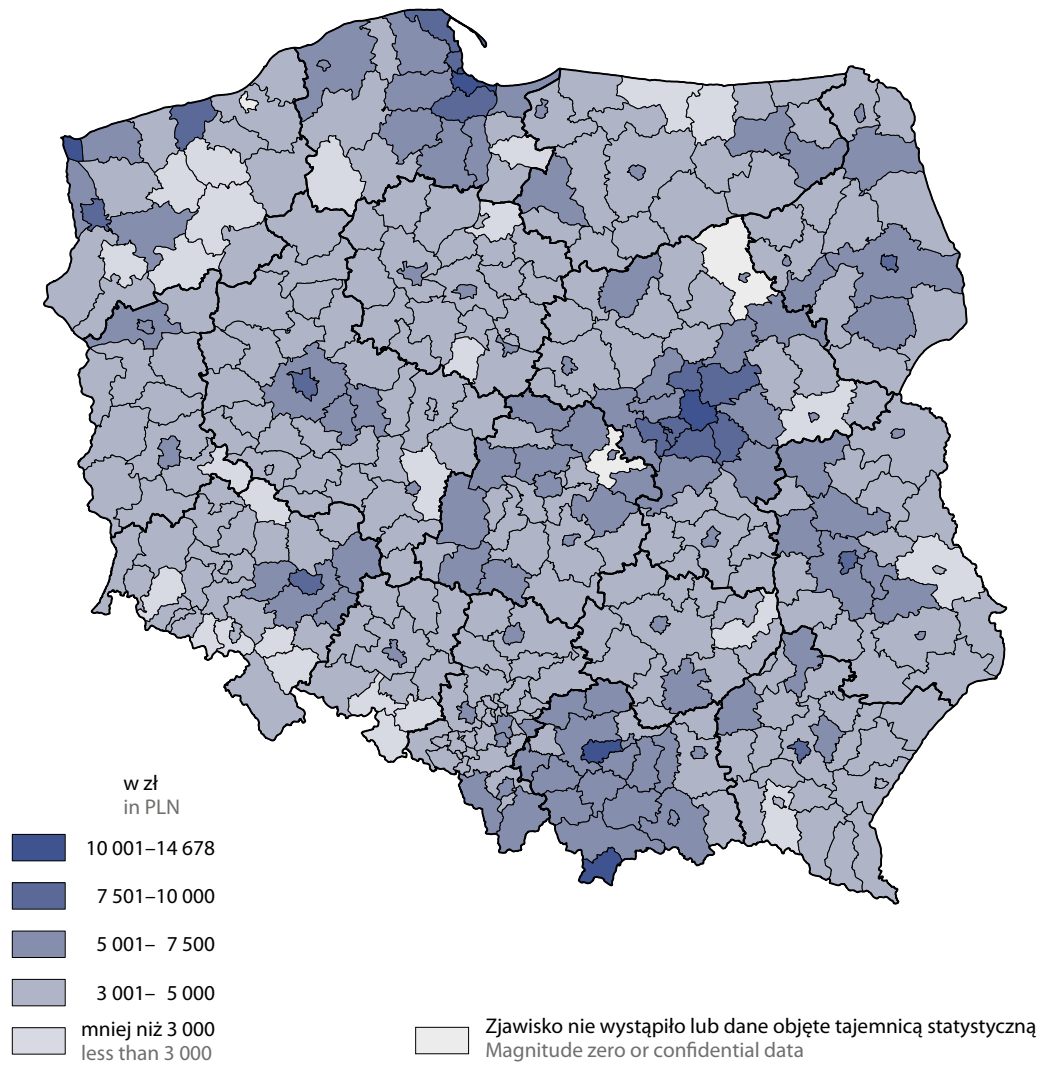 w zł
in PLN
10 001–14 678
7 501–10 000
5 001– 7 500
3 001– 5 000
mniej niż 3 000
less than 3 000
Zjawisko nie wystąpiło lub dane objęte tajemnicą statystyczną
Magnitude zero or confidential data